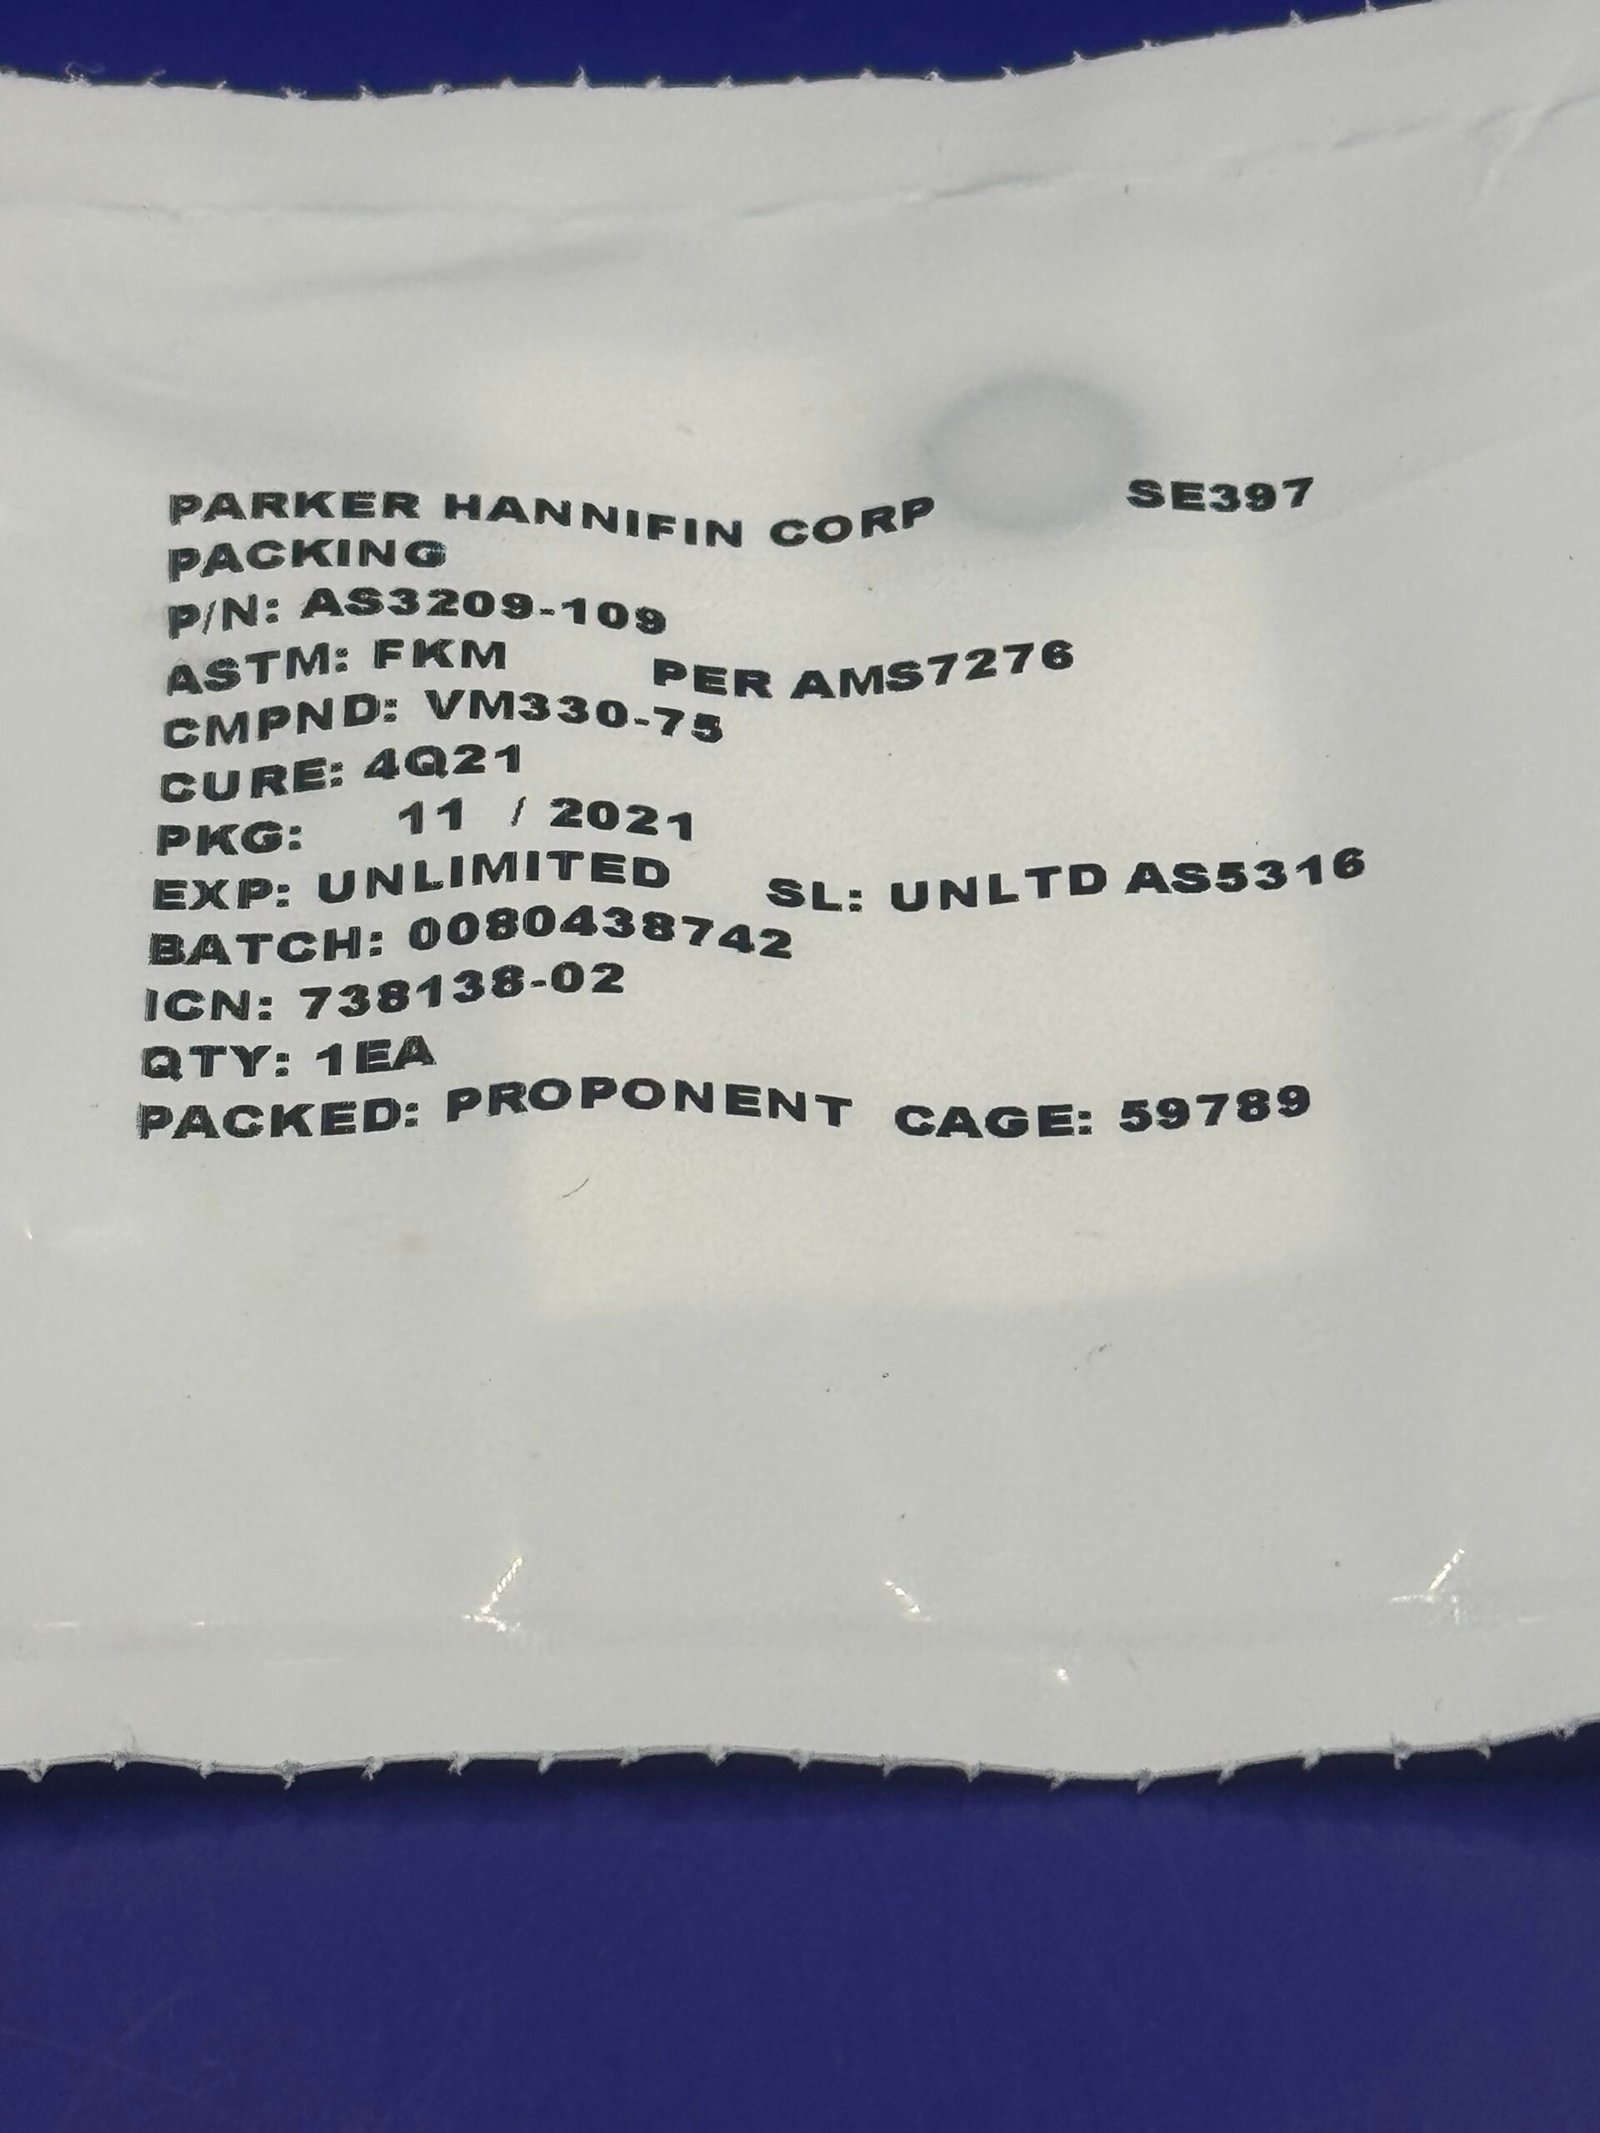 PARKER HANNIFIN CORP SE397
PACKING
P/N: AS3209-109
ASTM: FKM PER AMS7276
CMPND: VM330-75
CURE: 4Q21
PKG: 11 / 2021
EXP: UNLIMITED SL: UNLTD AS5316
BATCH: 0080438742
ICN: 738138-02
QTY: 1EA
PACKED: PROPONENT CAGE: 59789